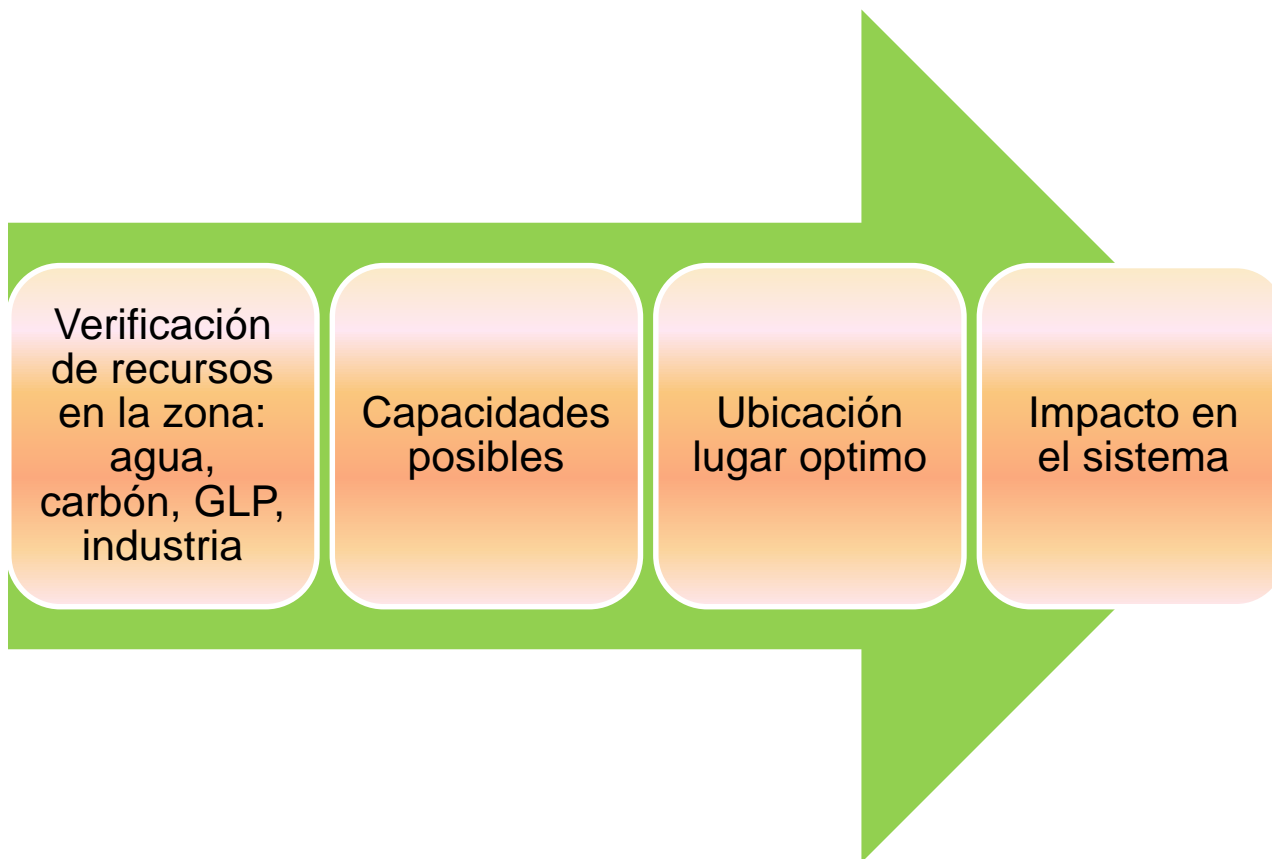 Verificación
de recursos
en la zona:
agua,
carbón, GLP,
industria
Capacidades
posibles
Ubicación
lugar optimo
Impacto en
el sistema